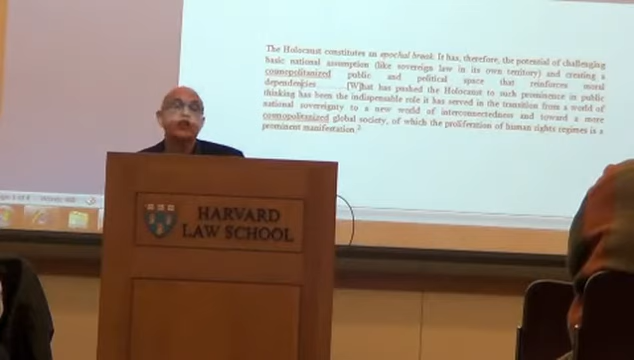 The Holocaust constitutes an epochal break. It has, therefore, the potential of challenging
basic national assumption (like sovereign law in its own territory) and creating a
cosmopolitanized public and political space that reinforces moral
dependencies.........[W]hat has pushed the Holocaust to such prominence in public
thinking has been the indispensable role it has served in the transition from a world of
national sovereignty to a new world of interconnectedness and toward a more
cosmopolitanized global society, of which the proliferation of human rights regimes is a
prominent manifestation.2
HARVARD
LAW SCHOOL